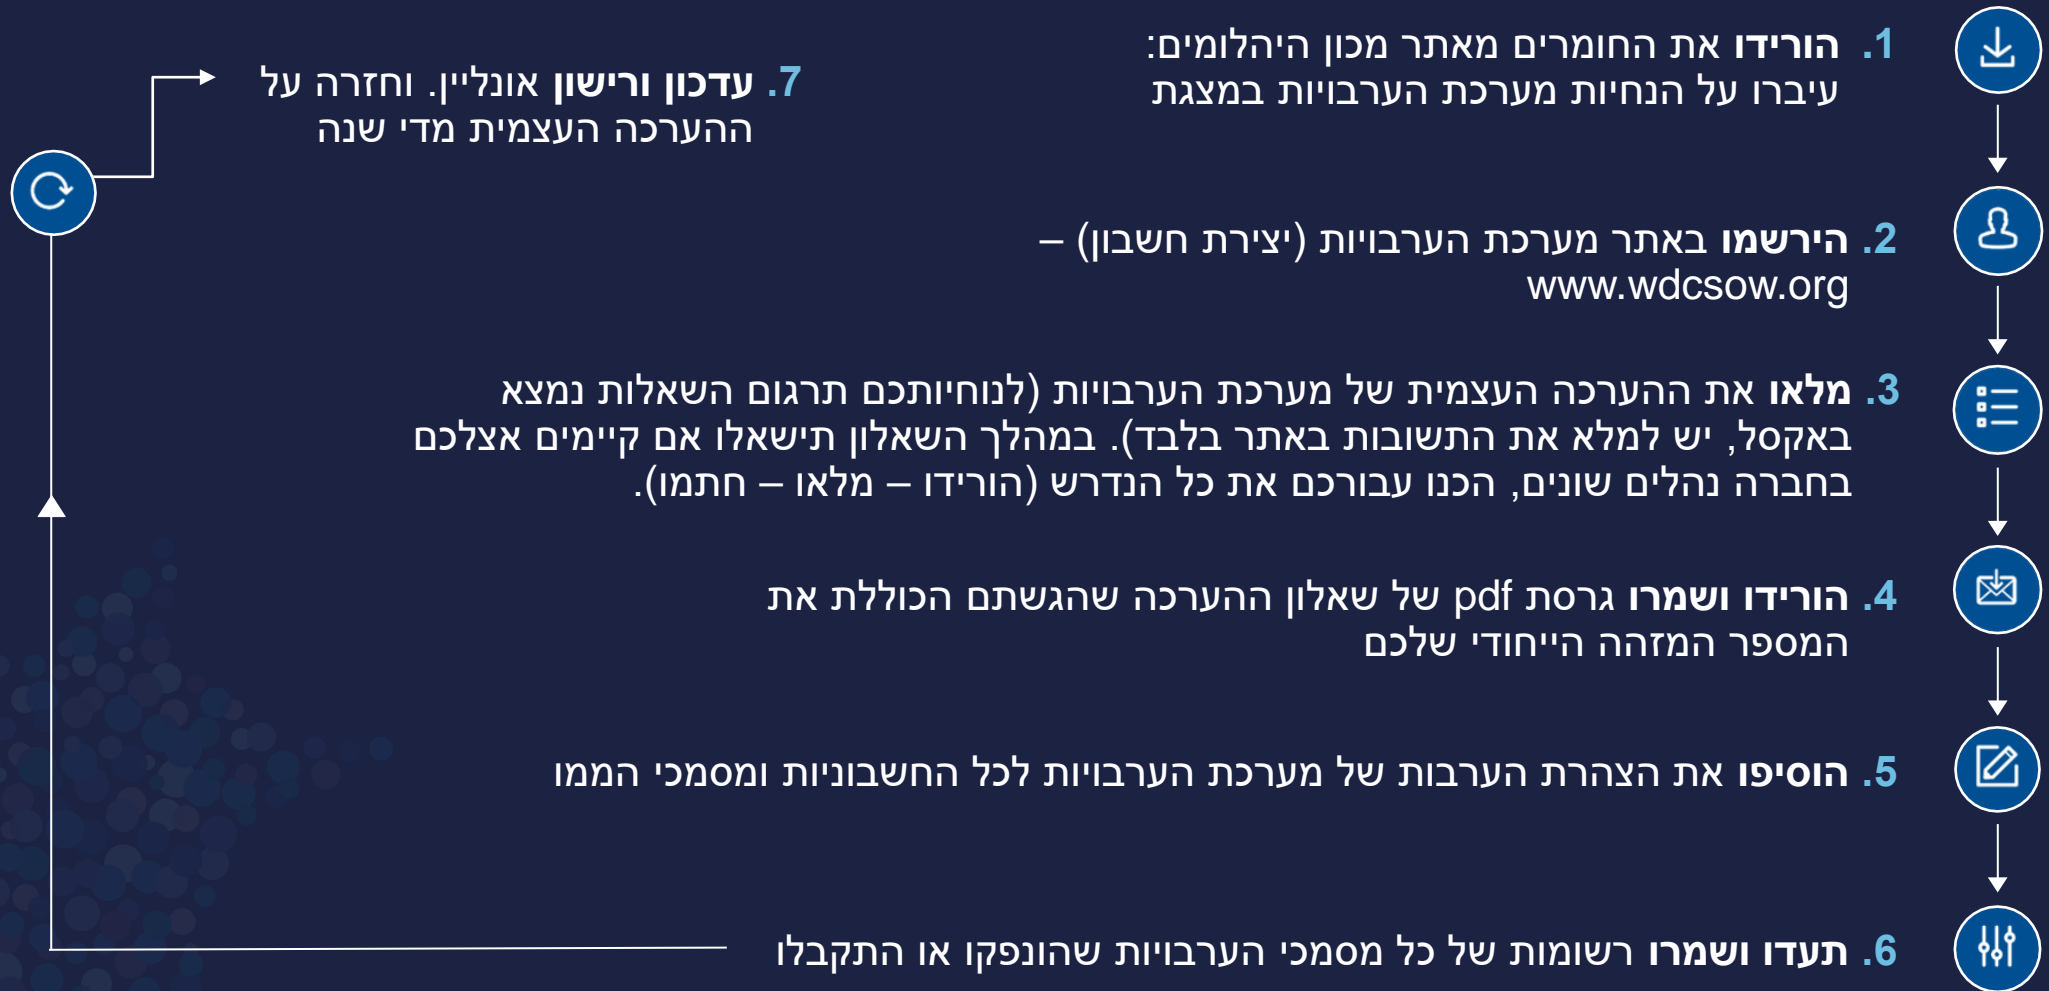 1. הורידו את החומרים מאתר מכון היהלומים:
עיברו על הנחיות מערכת הערבויות במצגת
2. הירשמו באתר מערכת הערבויות (יצירת חשבון) –
www.wdcsow.org
3. מלאו את ההערכה העצמית של מערכת הערבויות (לנוחיותכם תרגום השאלות נמצא
באקסל, יש למלא את התשובות באתר בלבד). במהלך השאלון תישאלו אם קיימים אצלכם
בחברה נהלים שונים, הכנו עבורכם את כל הנדרש (הורידו – מלאו – חתמו).
4. הורידו ושמרו גרסת pdf של שאלון ההערכה שהגשתם הכוללת את
המספר המזהה הייחודי שלכם
5. הוסיפו את הצהרת הערבות של מערכת הערבויות לכל החשבוניות ומסמכי הממו
6. תעדו ושמרו רשומות של כל מסמכי הערבויות שהונפקו או התקבלו
7. עדכון ורישון אונליין. וחזרה על
ההערכה העצמית מדי שנה